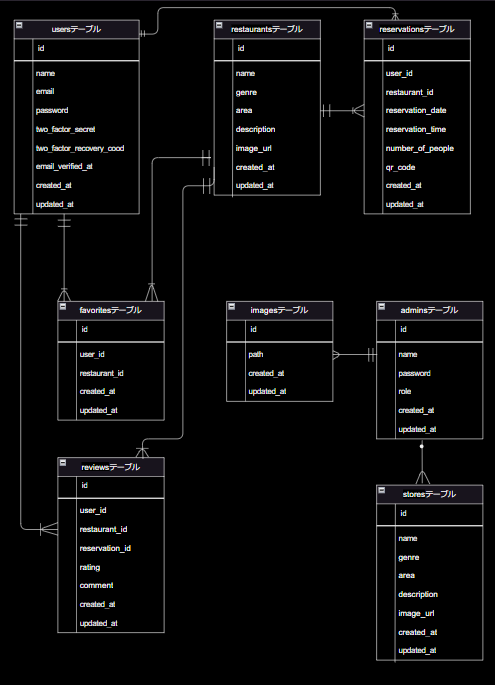 usersテーブル
id
name
email
password
two_factor_secret
two_factor_recovery_cood
email_verified_at
created_at
updated_at
restaurantsテーブル
id
name
genre
area
description
image_url
created_at
updated_at
reservationsテーブル
id
user_id
restaurant_id
reservation_date
reservation_time
number_of_people
qr_code
created_at
updated_at
favoritesテーブル
id
user_id
restaurant_id
created_at
updated_at
imagesテーブル
id
path
created_at
updated_at
adminsテーブル
id
name
password
role
created_at
updated_at
reviewsテーブル
id
user_id
restaurant_id
reservation_id
rating
comment
created_at
updated_at
storesテーブル
id
name
genre
area
description
image_url
created_at
updated_at